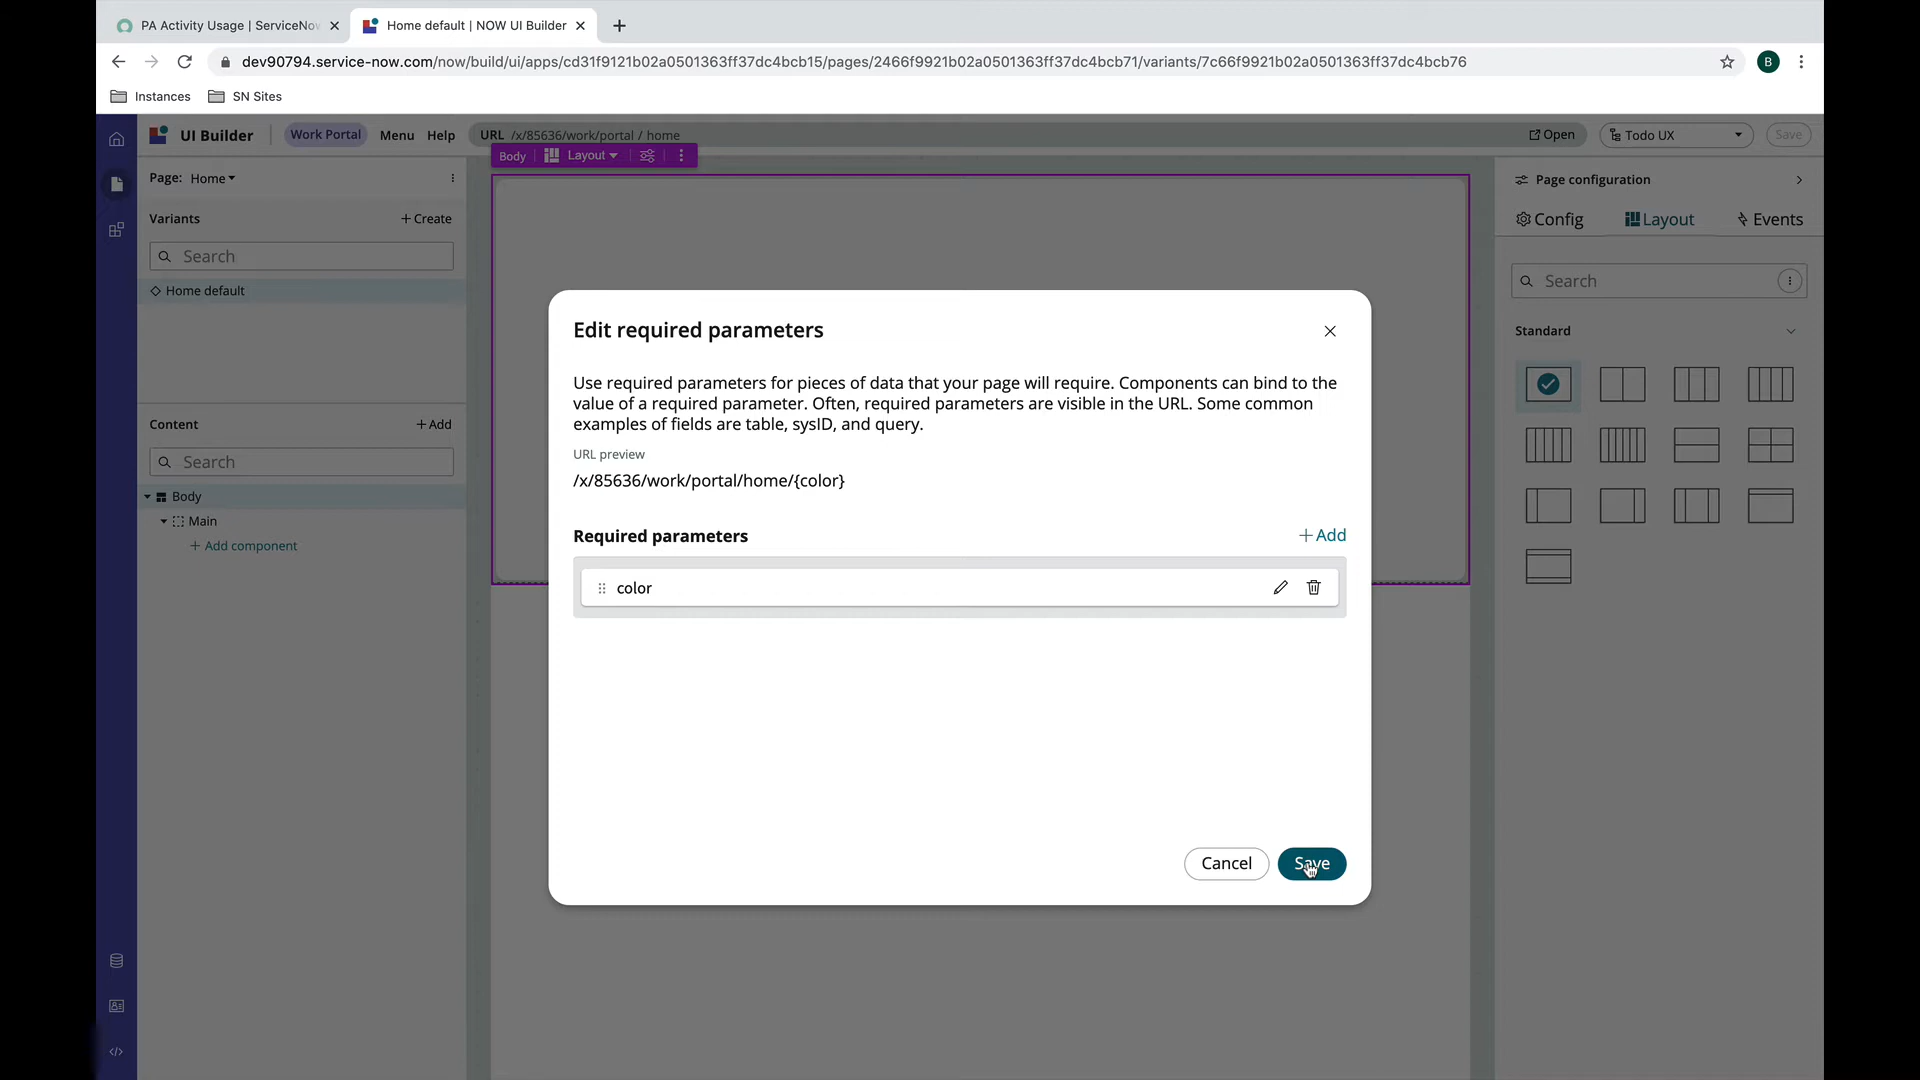 PA Activity Usage | ServiceNo
Home default | NOW UI Builder
dev90794.service-now.com/now/build/ui/apps/cd31f9121b02a0501363ff37dc4bcb15/pages/2466f9921b02a0501363ff37dc4bcb71/variants/7c66f9921b02a0501363ff37dc4bcb76
B
Instances
SN Sites
UI Builder
Work Portal
Menu
Help
URL /x/85636/work/portal / home
Open
Todo UX
Save
Body
Layout
Page: Home
Variants
+ Create
Search
Home default
Content
+ Add
Search
Body
Main
+ Add component
Page configuration
Config
Layout
Events
Search
Standard
Edit required parameters
Use required parameters for pieces of data that your page will require. Components can bind to the
value of a required parameter. Often, required parameters are visible in the URL. Some common
examples of fields are table, sysID, and query.
URL preview
/x/85636/work/portal/home/{color}
Required parameters
+ Add
color
Cancel
Save